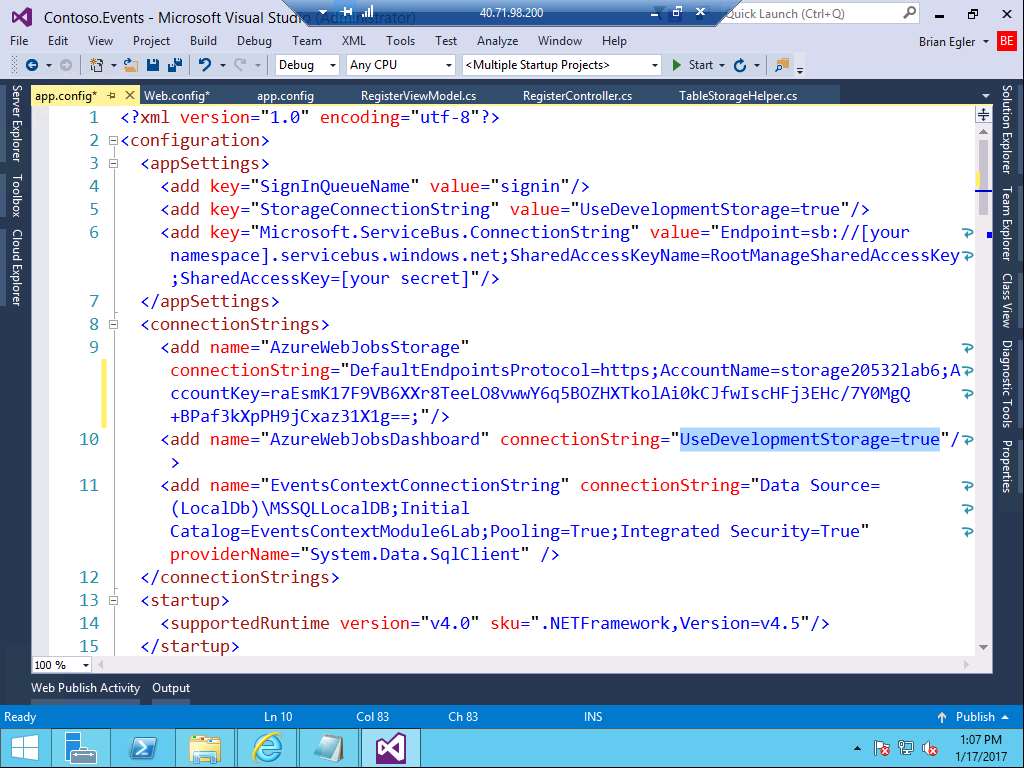 Contoso.Events - Microsoft Visual Studio (Administrator)
40.71.98.200
Quick Launch (Ctrl+Q)
File Edit View Project Build Debug Team XML Tools Test Analyze Window Help
Brian Egler BE
Debug Any CPU <Multiple Startup Projects> Start
app.config* Web.config* app.config RegisterViewModel.cs RegisterController.cs TableStorageHelper.cs
Server Explorer
Toolbox
Cloud Explorer
1 <?xml version="1.0" encoding="utf-8"?>
2 <configuration>
3 <appSettings>
4 <add key="SignInQueueName" value="signin"/>
5 <add key="StorageConnectionString" value="UseDevelopmentStorage=true"/>
6 <add key="Microsoft.ServiceBus.ConnectionString" value="Endpoint=sb://[your
namespace].servicebus.windows.net;SharedAccessKeyName=RootManageSharedAccessKey
;SharedAccessKey=[your secret]"/>
7 </appSettings>
8 <connectionStrings>
9 <add name="AzureWebJobsStorage"
connectionString="DefaultEndpointsProtocol=https;AccountName=storage20532lab6;A
ccountKey=raEsmK17F9VB6XXr8TeeLO8vwwY6q5BOZHXTkolAi0kCJfwIscHFj3EHc/7Y0MgQ
+BPaf3kXpPH9jCxaz31X1g==;"/>
10 <add name="AzureWebJobsDashboard" connectionString="UseDevelopmentStorage=true"/
>
11 <add name="EventsContextConnectionString" connectionString="Data Source=
(LocalDb)\MSSQLLocalDB;Initial
Catalog=EventsContextModule6Lab;Pooling=True;Integrated Security=True"
providerName="System.Data.SqlClient" />
12 </connectionStrings>
13 <startup>
14 <supportedRuntime version="v4.0" sku=".NETFramework,Version=v4.5"/>
15 </startup>
Solution Explorer
Team Explorer
Class View
Diagnostic Tools
Properties
100 %
Web Publish Activity Output
Ready Ln 10 Col 83 Ch 83 INS Publish
1:07 PM
1/17/2017